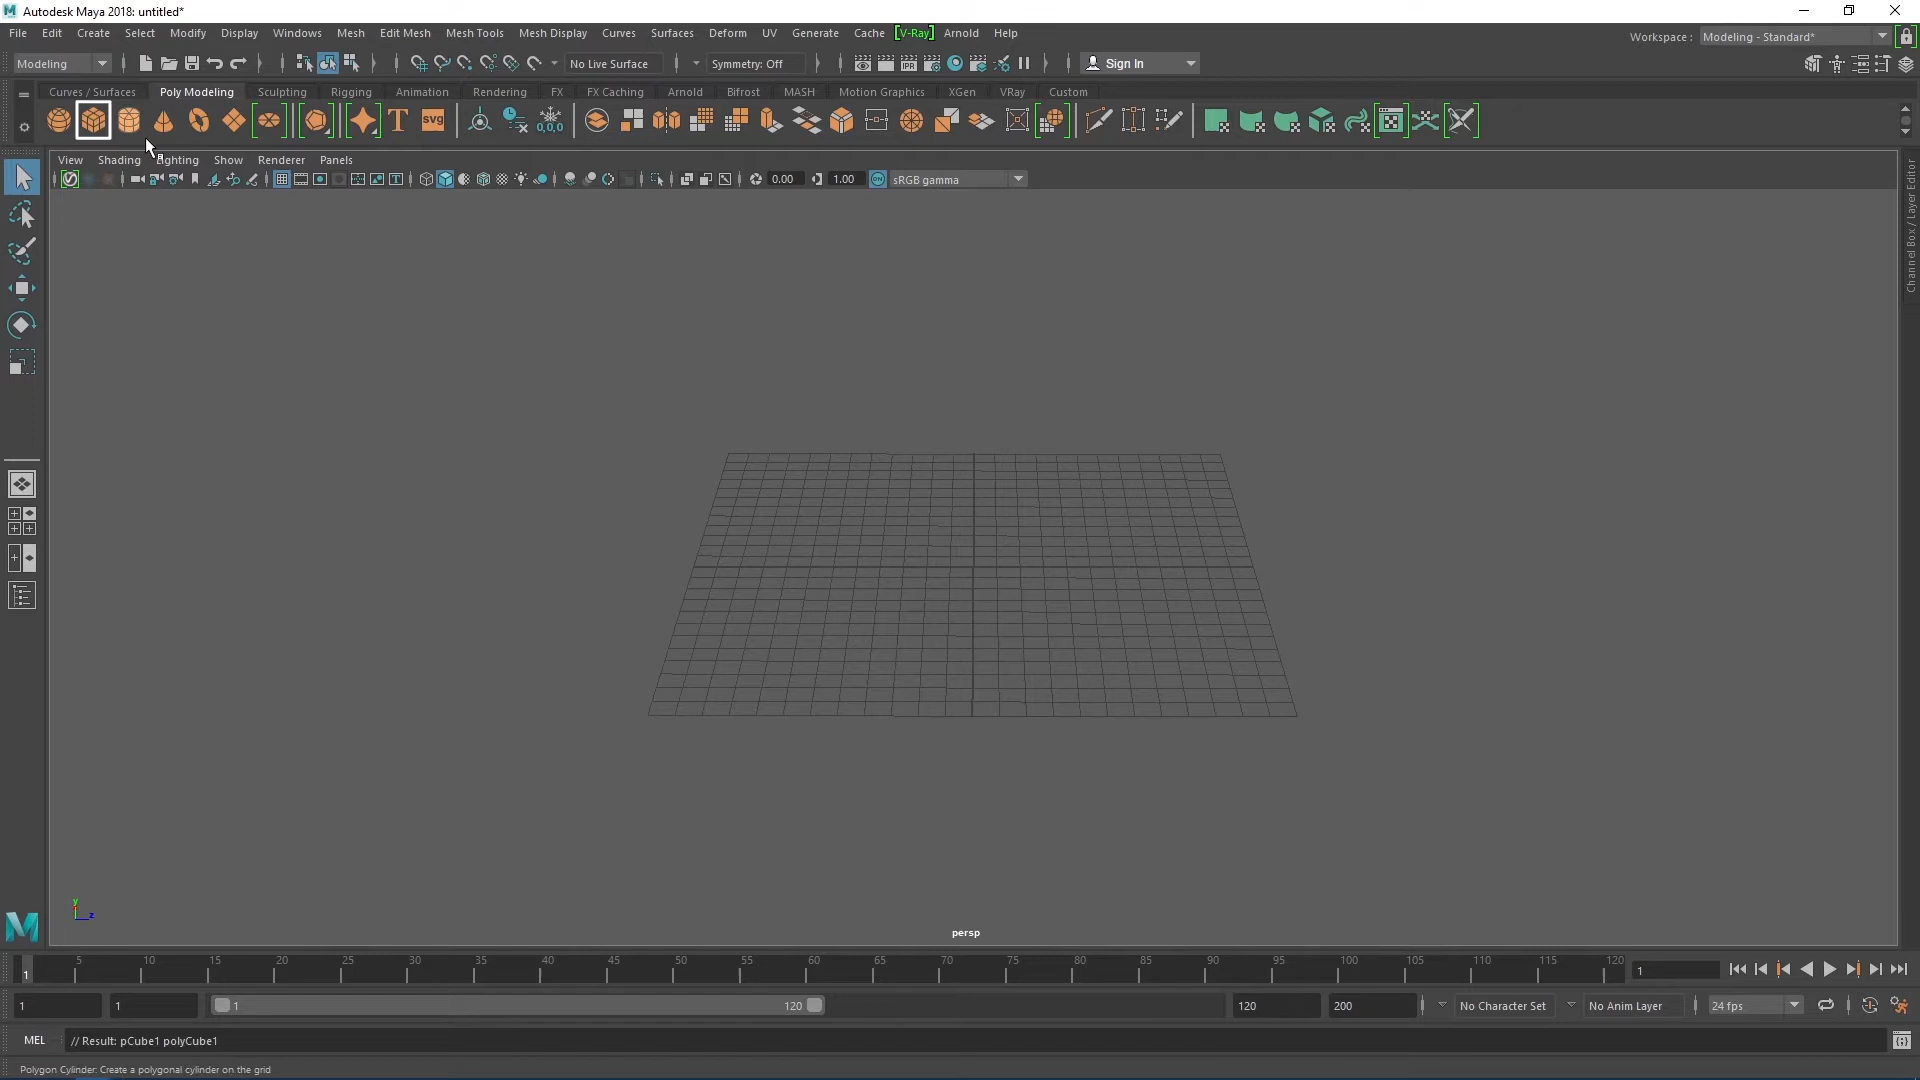 Autodesk Maya 2018: untitled*
File Edit Create Select Modify Display Windows Mesh Edit Mesh Mesh Tools Mesh Display Curves Surfaces Deform UV Generate Cache [V-Ray] Arnold Help
Workspace : Modeling - Standard*
Modeling No Live Surface Symmetry: Off Sign In
Curves / Surfaces Poly Modeling Sculpting Rigging Animation Rendering FX FX Caching Arnold Bifrost MASH Motion Graphics XGen VRay Custom
T svg 0,0,0
IPR
View Shading Lighting Show Renderer Panels
0.00 1.00 ON sRGB gamma
Channel Box / Layer Editor
y
z
persp
1 5 10 15 20 25 30 35 40 45 50 55 60 65 70 75 80 85 90 95 100 105 110 115 120 1
1 1 1 120 120 200 No Character Set No Anim Layer 24 fps
MEL // Result: pCube1 polyCube1
Polygon Cylinder: Create a polygonal cylinder on the grid